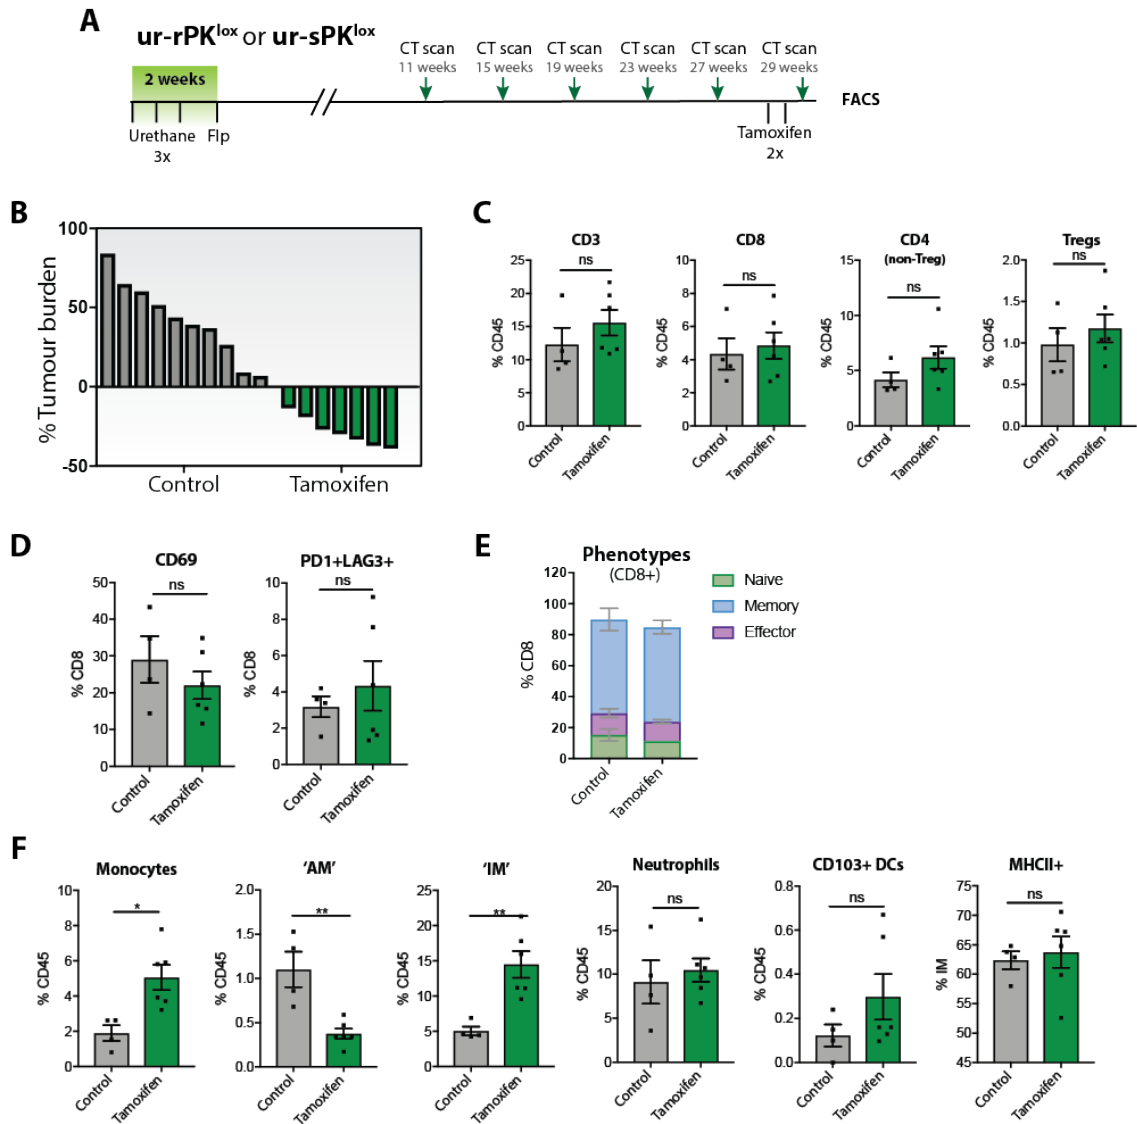 A
ur-rPKlox or ur-sPKlox
2 weeks
Urethane Flp
3x
CT scan CT scan CT scan CT scan CT scan CT scan
11 weeks 15 weeks 19 weeks 23 weeks 27 weeks 29 weeks
FACS
Tamoxifen
2x
B
% Tumour burden
100
50
0
-50
Control Tamoxifen
C
CD3
ns
% CD45
25
20
15
10
5
0
Control
Tamoxifen
CD8
ns
% CD45
10
8
6
4
2
0
Control
Tamoxifen
CD4
(non-Treg)
ns
% CD45
15
10
5
0
Control
Tamoxifen
Tregs
ns
% CD45
2.0
1.5
1.0
0.5
0.0
Control
Tamoxifen
D
CD69
ns
% CD8
50
40
30
20
10
0
Control
Tamoxifen
PD1+LAG3+
ns
% CD8
10
8
6
4
2
0
Control
Tamoxifen
E
Phenotypes
(CD8+)
% CD8
120
100
80
60
40
20
0
Control
Tamoxifen
Naive
Memory
Effector
F
Monocytes
*
% CD45
10
8
6
4
2
0
Control
Tamoxifen
‘AM’
**
% CD45
2.0
1.5
1.0
0.5
0.0
Control
Tamoxifen
‘IM’
**
% CD45
25
20
15
10
5
0
Control
Tamoxifen
Neutrophils
ns
% CD45
20
15
10
5
0
Control
Tamoxifen
CD103+ DCs
ns
% CD45
0.8
0.6
0.4
0.2
0.0
Control
Tamoxifen
MHCII+
ns
% IM
75
70
65
60
55
50
45
Control
Tamoxifen